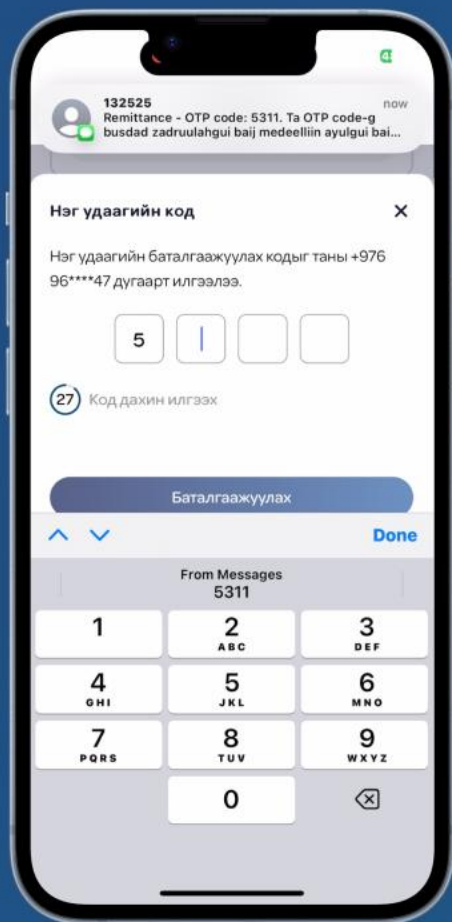 132525
now
Remittance - OTP code: 5311. Ta OTP code-g
busdad zadruulahgui baij medeelliin ayulgui bai...
Нэг удаагийн код
Нэг удаагийн баталгаажуулах кодыг таны +976
96****47 дугаарт илгээлээ.
5
27 Код дахин илгээх
Баталгаажуулах
Done
From Messages
5311
1
2
ABC
3
DEF
4
GHI
5
JKL
6
MNO
7
PQRS
8
TUV
9
WXYZ
0